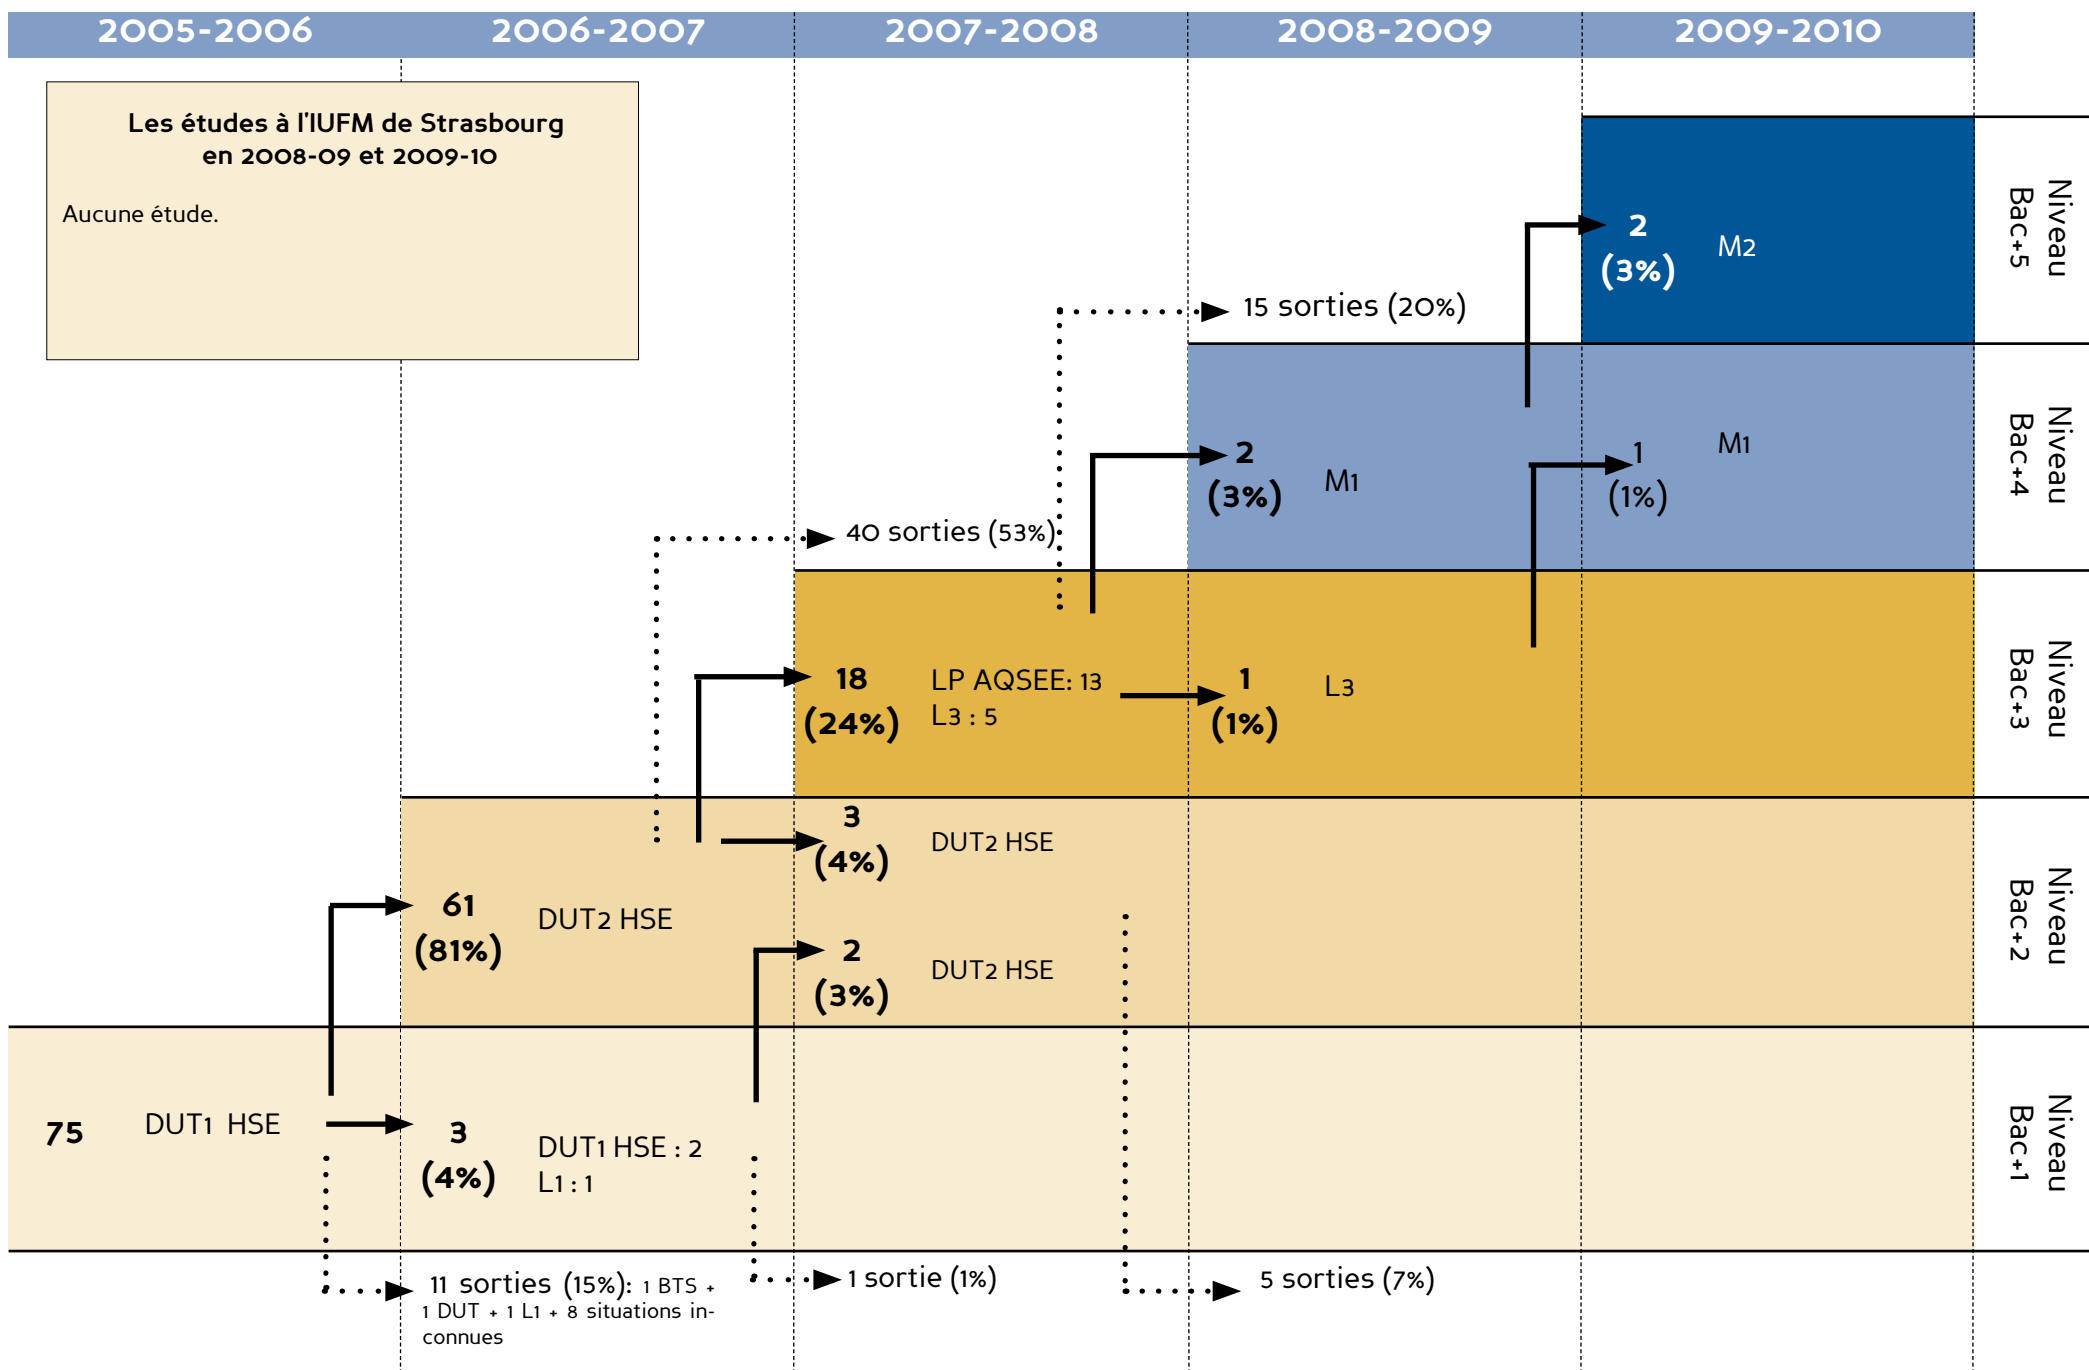 2005-2006
2006-2007
2007-2008
2008-2009
2009-2010
Les études à l'IUFM de Strasbourg
en 2008-09 et 2009-10
Aucune étude.
2
(3%)
M2
Niveau
Bac+5
15 sorties (20%)
2
(3%)
M1
1
(1%)
M1
Niveau
Bac+4
40 sorties (53%)
18
(24%)
LP AQSEE: 13
L3 : 5
1
(1%)
L3
Niveau
Bac+3
61
(81%)
DUT2 HSE
3
(4%)
DUT2 HSE
2
(3%)
DUT2 HSE
Niveau
Bac+2
75
DUT1 HSE
3
(4%)
DUT1 HSE : 2
L1 : 1
Niveau
Bac+1
11 sorties (15%): 1 BTS +
1 DUT + 1 L1 + 8 situations in-
connues
1 sortie (1%)
5 sorties (7%)